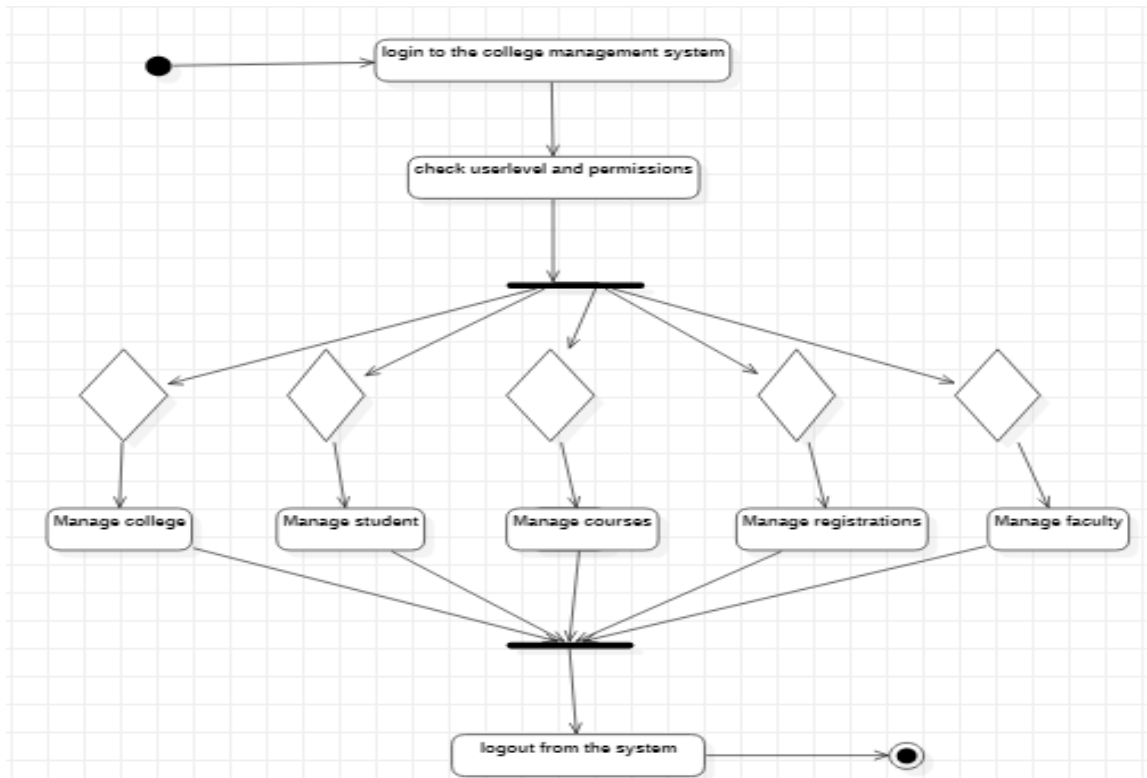 login to the college management system
check userlevel and permissions
Manage college
Manage student
Manage courses
Manage registrations
Manage faculty
logout from the system